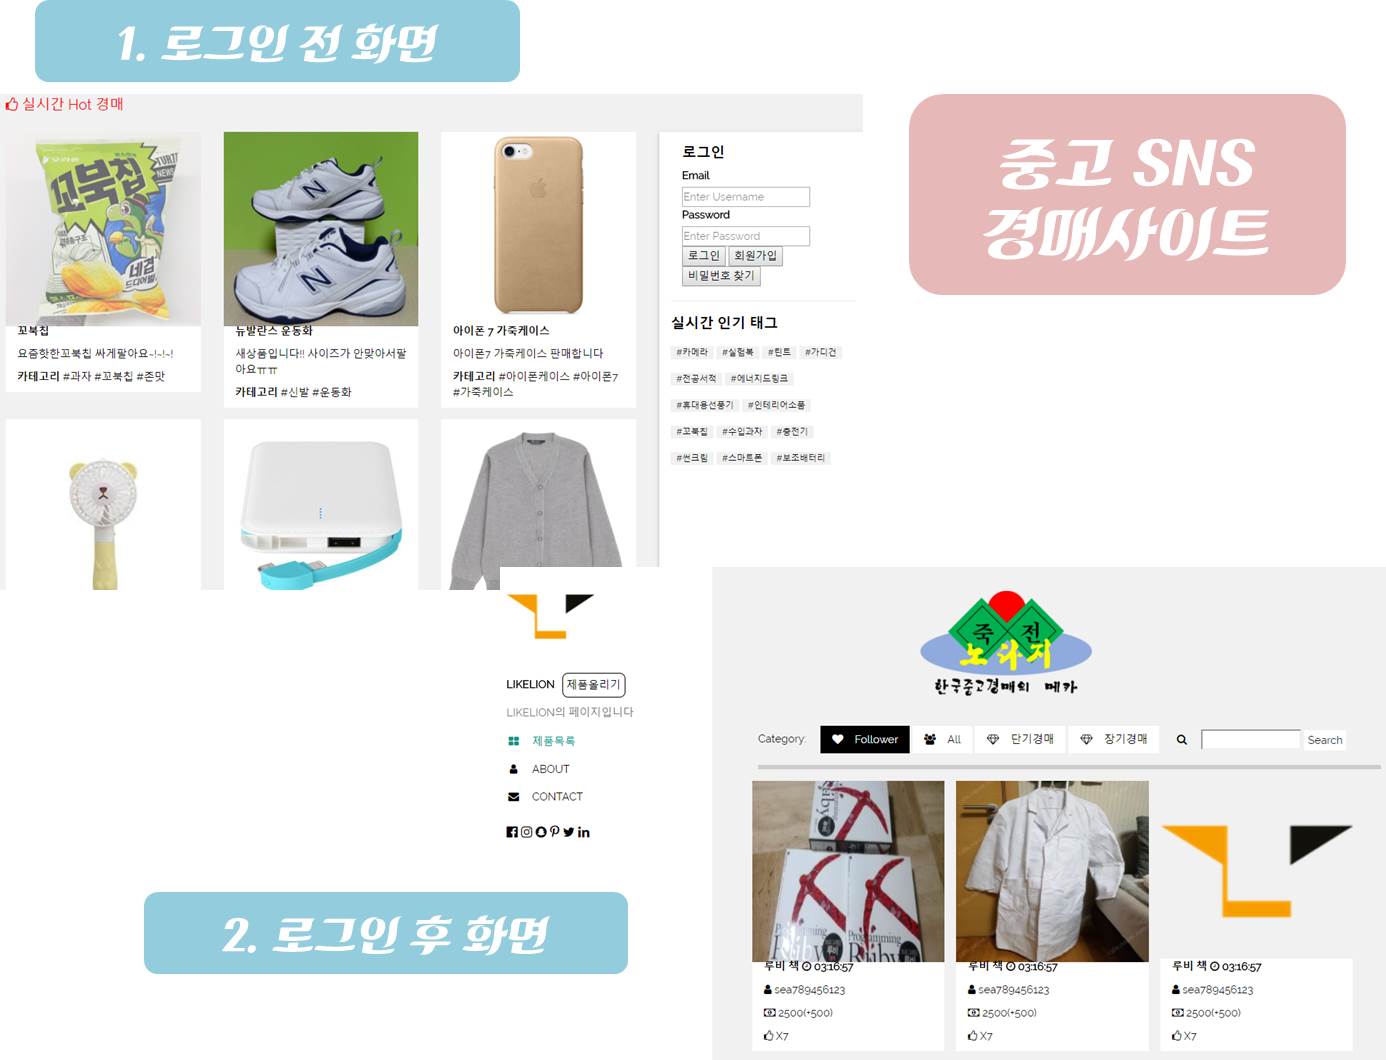 1. 로그인 전 화면
실시간 Hot 경매
중고 SNS
경매사이트
꼬북칩
네겹
꼬북칩
요즘핫한꼬북칩 싸게팔아요~!~!~!
카테고리 #과자 #꼬북칩 #존맛
뉴발란스 운동화
새상품입니다!! 사이즈가 안맞아서팔
아요ㅠㅠ
카테고리 #신발 #운동화
아이폰 7 가죽케이스
아이폰7 가죽케이스 판매합니다
카테고리 #아이폰케이스 #아이폰7
#가죽케이스
로그인
Email
Enter Username
Password
Enter Password
로그인 회원가입
비밀번호 찾기
실시간 인기 태그
#카메라 #실험복 #틴트 #가디건
#전공서적 #에너지드링크
#휴대용선풍기 #인테리어소품
#꼬북집 #수입과자 #충전기
#썬크림 #스마트폰 #보조배터리
LIKELION 제품올리기
LIKELION의 페이지입니다
제품목록
ABOUT
CONTACT
2. 로그인 후 화면
죽 전
노다지
한국중고경매의 메카
Category: Follower All 단기경매 장기경매 Search
Programming
Ruby
Programming
Ruby
루비 책 03:16:57
sea789456123
2500(+500)
X7
루비 책 03:16:57
sea789456123
2500(+500)
X7
루비 책 03:16:57
sea789456123
2500(+500)
X7